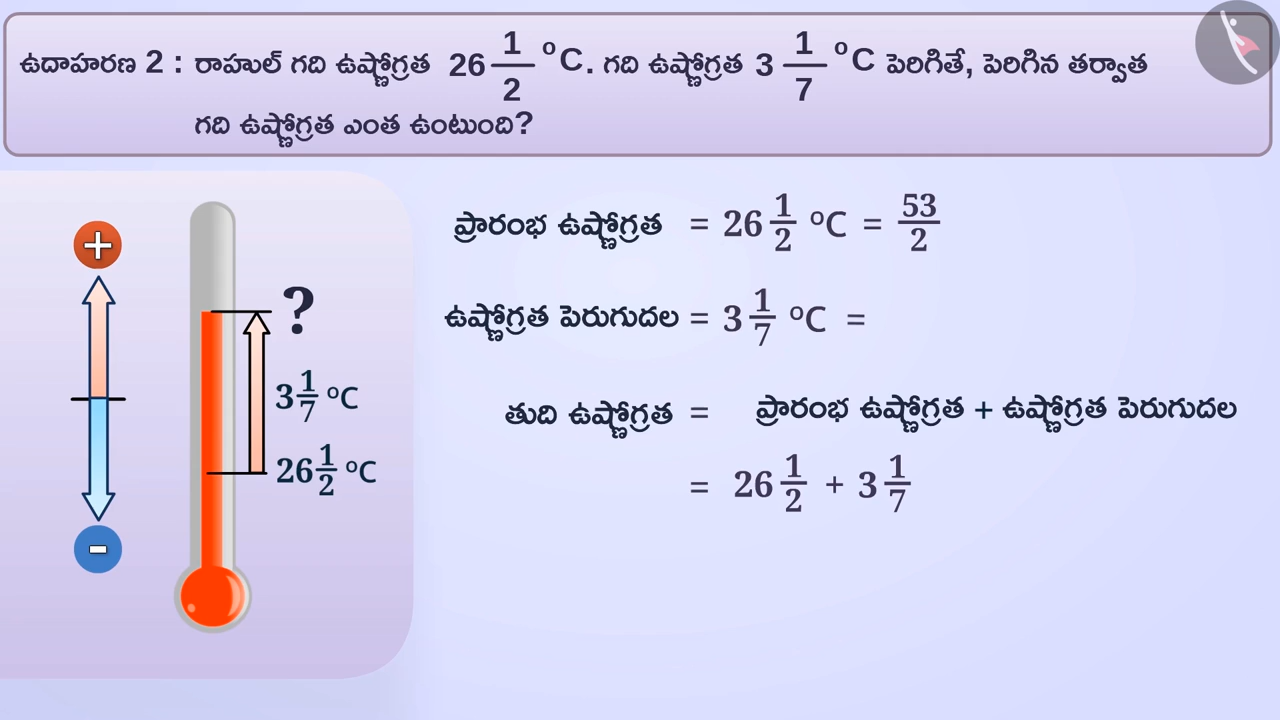 ఉదాహరణ 2 : రాహుల్ గది ఉష్ణోగ్రత 26 1/2 °C. గది ఉష్ణోగ్రత 3 1/7 °C పెరిగితే, పెరిగిన తర్వాత
గది ఉష్ణోగ్రత ఎంత ఉంటుంది?
ప్రారంభ ఉష్ణోగ్రత = 26 1/2 °C = 53/2
ఉష్ణోగ్రత పెరుగుదల = 3 1/7 °C =
తుది ఉష్ణోగ్రత = ప్రారంభ ఉష్ణోగ్రత + ఉష్ణోగ్రత పెరుగుదల
= 26 1/2 + 3 1/7
+
?
3 1/7 °C
26 1/2 °C
-